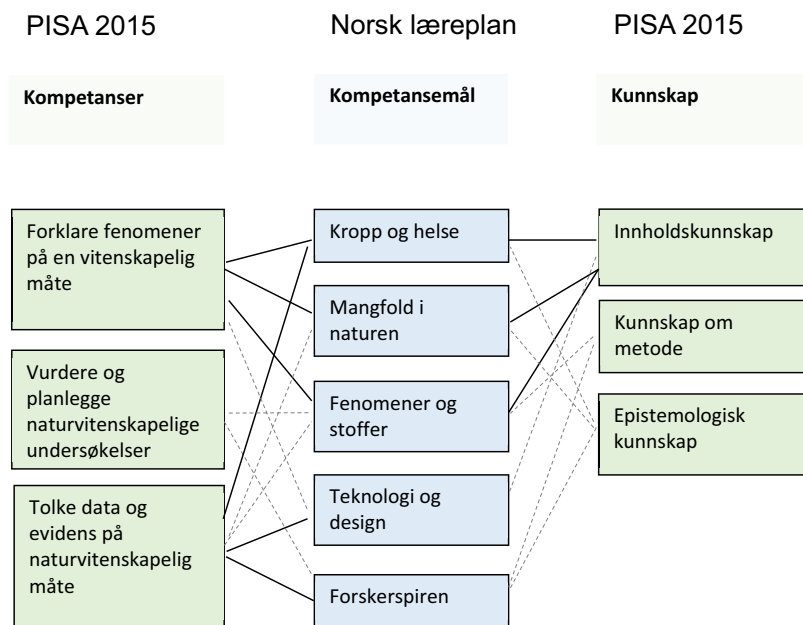 PISA 2015
Norsk læreplan
PISA 2015
Kompetanser
Kompetansemål
Kunnskap
Forklare fenomener
på en vitenskapelig
måte
Vurdere og
planlegge
naturvitenskapelige
undersøkelser
Tolke data og
evidens på
naturvitenskapelig
måte
Kropp og helse
Mangfold i
naturen
Fenomener og
stoffer
Teknologi og
design
Forskerspiren
Innholdskunnskap
Kunnskap om
metode
Epistemologisk
kunnskap